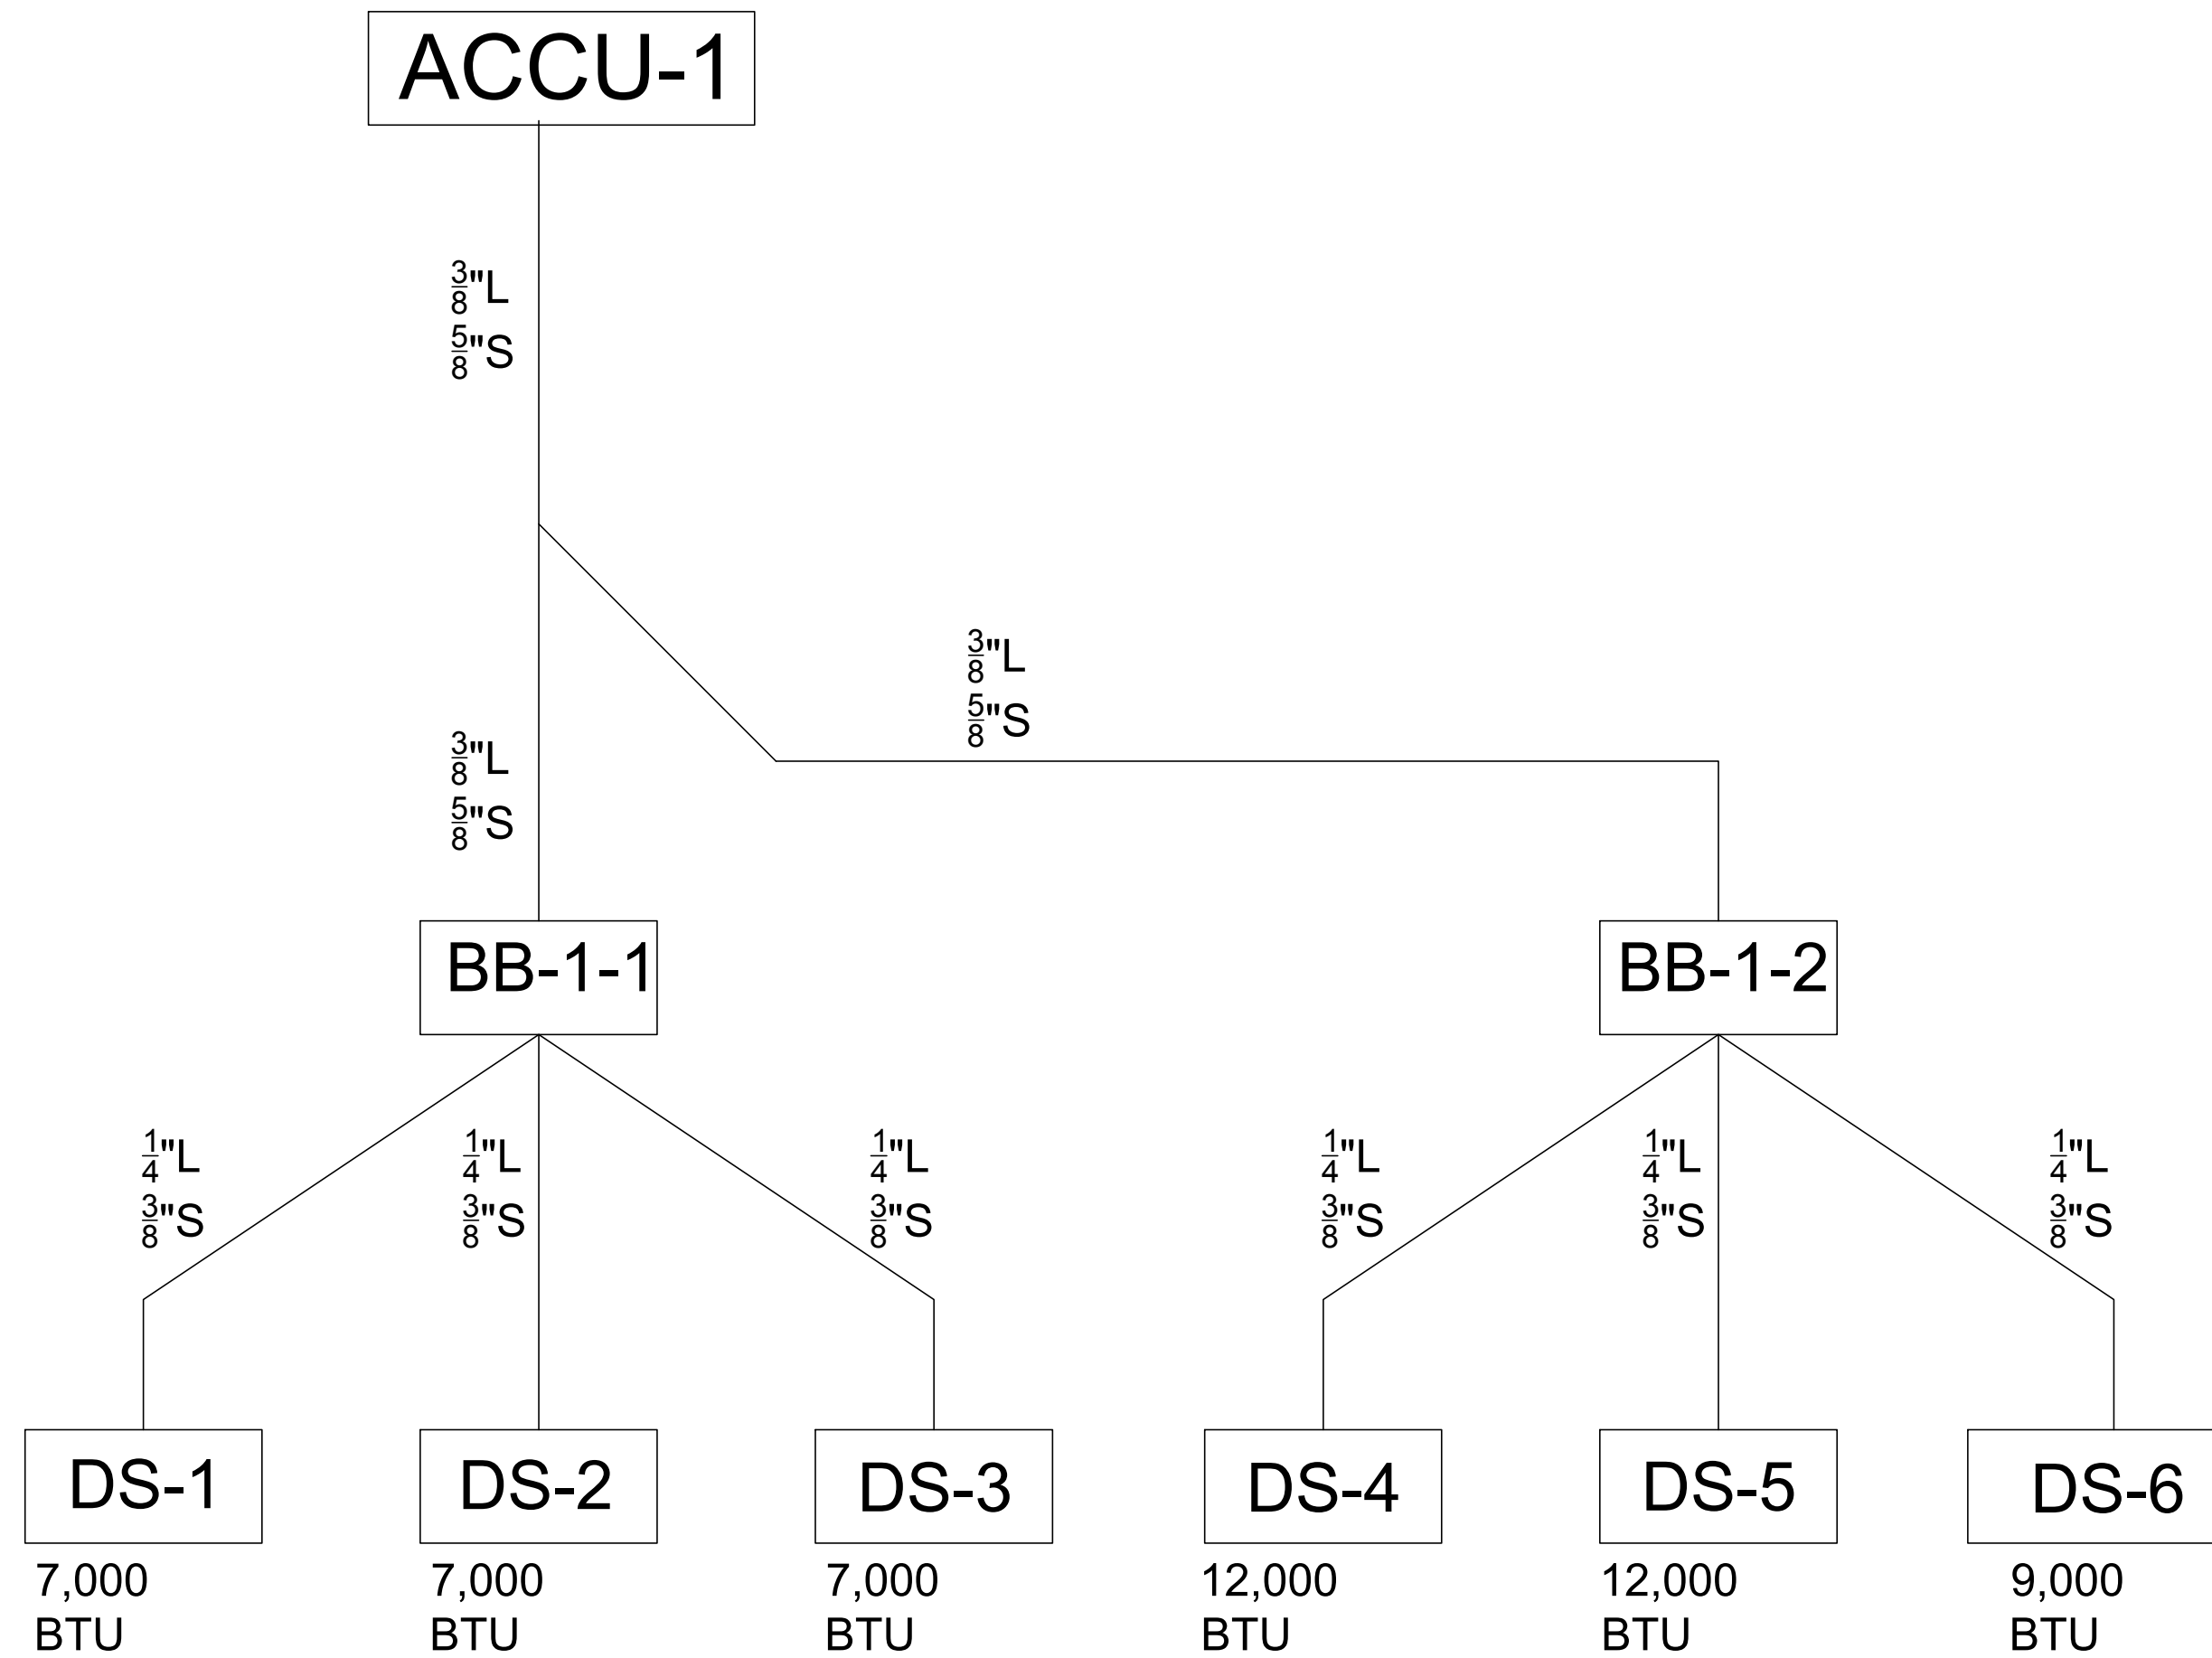 ACCU-1
3/8"L
5/8"S
3/8"L
5/8"S
3/8"L
5/8"S
BB-1-1
BB-1-2
1/4"L
3/8"S
1/4"L
3/8"S
1/4"L
3/8"S
1/4"L
3/8"S
1/4"L
3/8"S
1/4"L
3/8"S
DS-1
DS-2
DS-3
DS-4
DS-5
DS-6
7,000
BTU
7,000
BTU
7,000
BTU
12,000
BTU
12,000
BTU
9,000
BTU